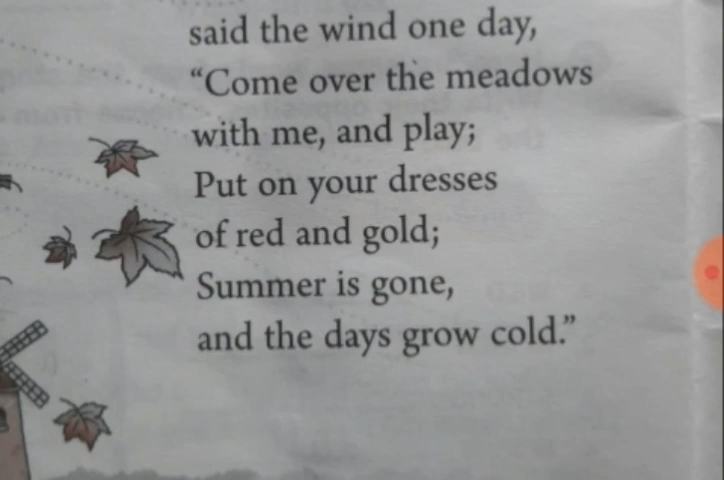 said the wind one day,
“Come over the meadows
with me, and play;
Put on your dresses
of red and gold;
Summer is gone,
and the days grow cold.”